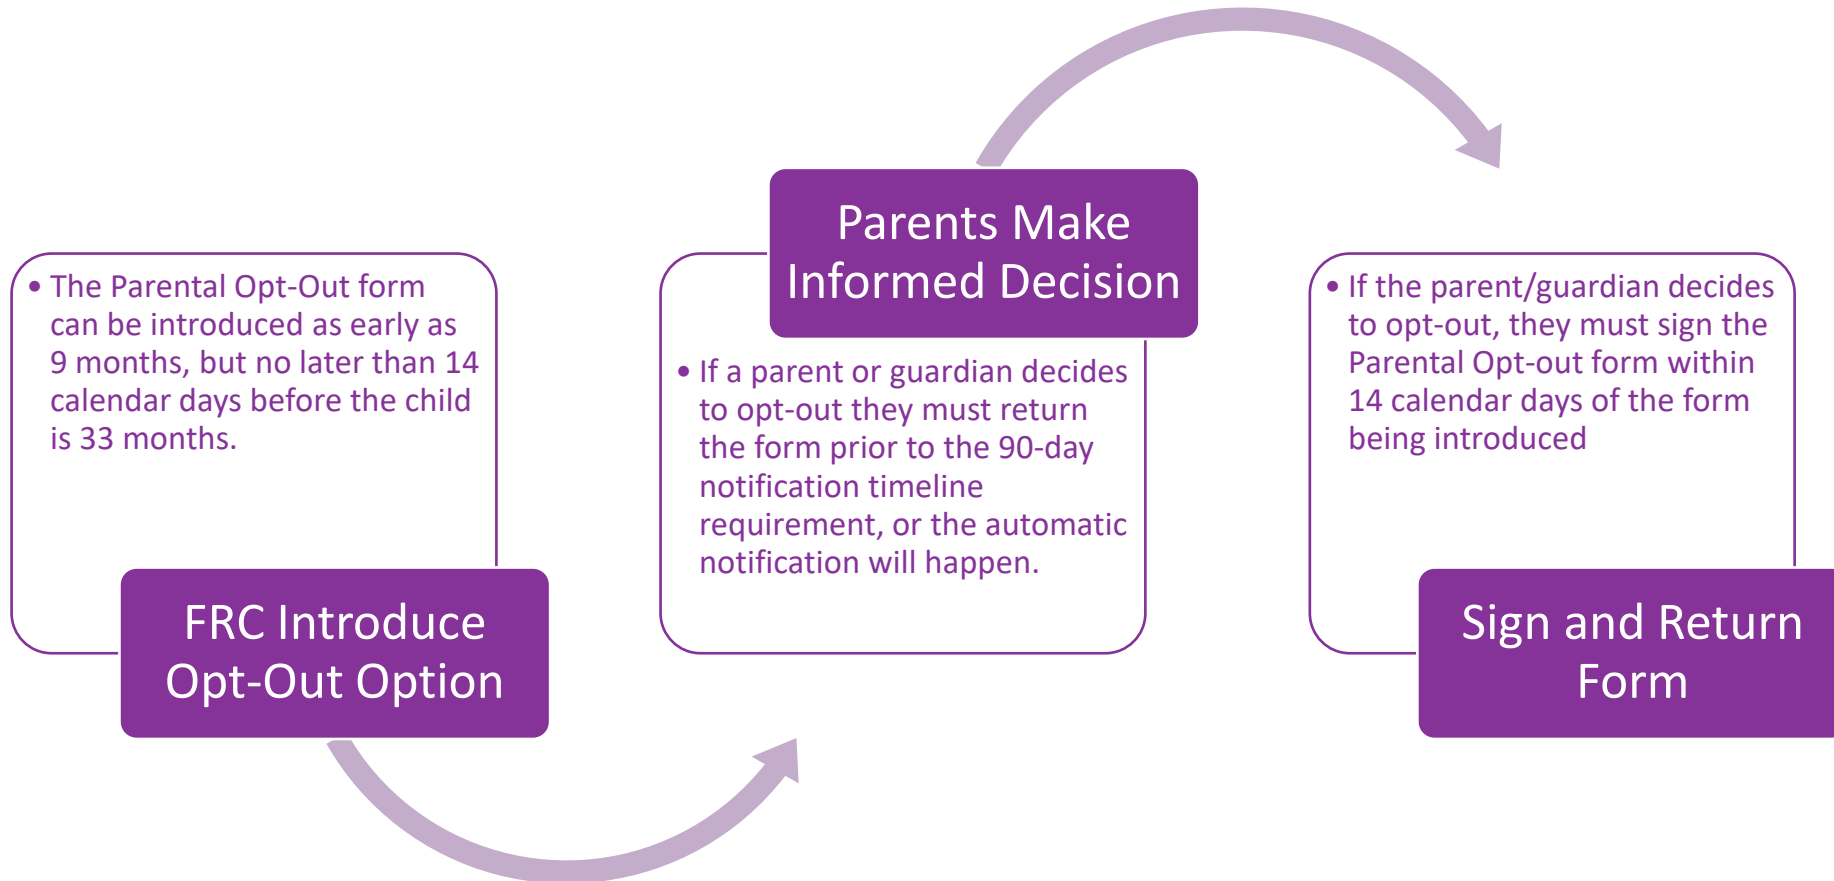 • The Parental Opt-Out form
can be introduced as early as
9 months, but no later than 14
calendar days before the child
is 33 months.
FRC Introduce
Opt-Out Option
Parents Make
Informed Decision
• If a parent or guardian decides
to opt-out they must return
the form prior to the 90-day
notification timeline
requirement, or the automatic
notification will happen.
• If the parent/guardian decides
to opt-out, they must sign the
Parental Opt-out form within
14 calendar days of the form
being introduced
Sign and Return
Form